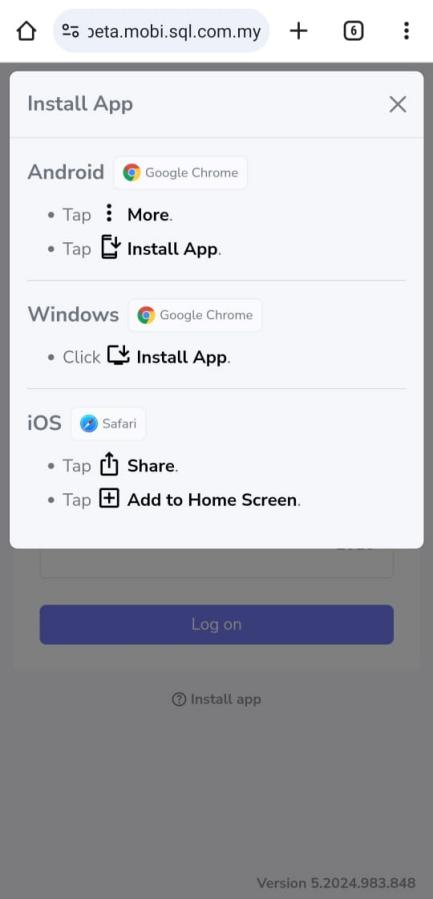 beta.mobi.sql.com.my
6
Install App
Android Google Chrome
• Tap More.
• Tap Install App.
Windows Google Chrome
• Click Install App.
iOS Safari
• Tap Share.
• Tap Add to Home Screen.
Log on
Install app
Version 5.2024.983.848